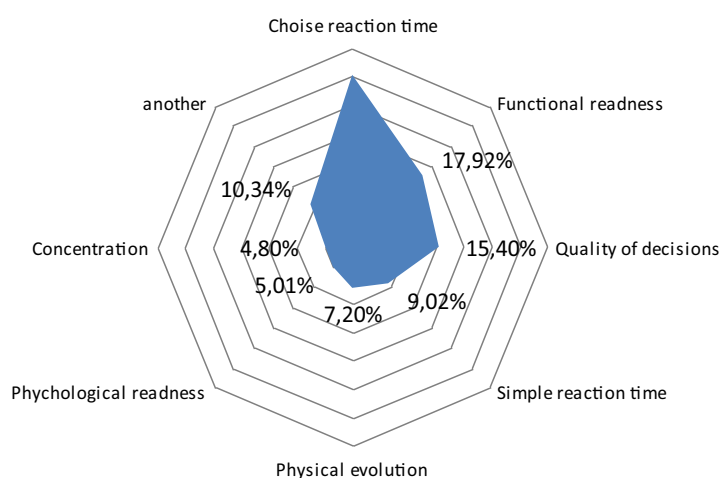 Choise reaction time
another
Functional readness
17,92%
10,34%
Concentration
4,80%
15,40%
Quality of decisions
5,01%
9,02%
7,20%
Phychological readness
Simple reaction time
Physical evolution